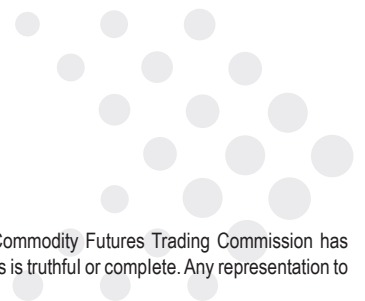 Commodity Futures Trading Commission has
s is truthful or complete. Any representation to